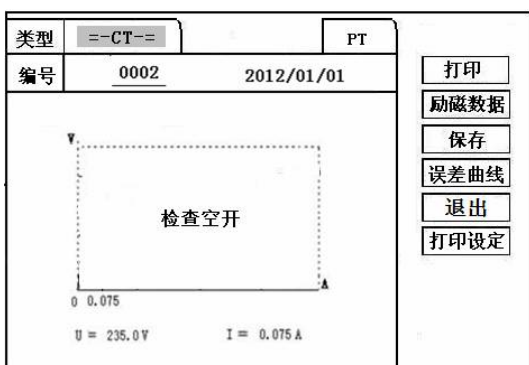 类型 =-CT-= PT
编号 0002 2012/01/01
V
检查空开
A
0 0.075
U = 235.0V I = 0.075A
打印
励磁数据
保存
误差曲线
退出
打印设定